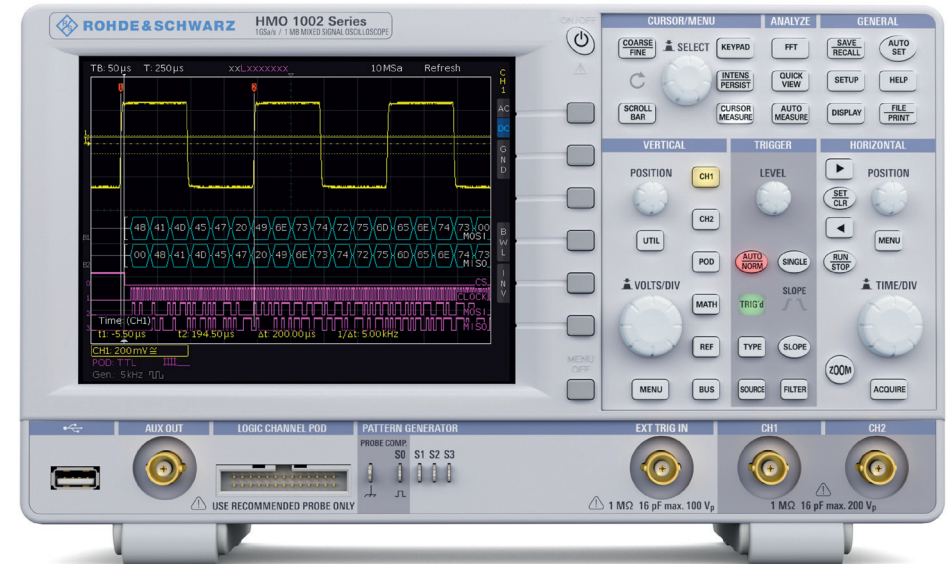 ROHDE&SCHWARZ
HMO 1002 Series
1GSa/s / 1 MB MIXED SIGNAL OSCILLOSCOPE
ON/OFF
CURSOR/MENU
ANALYZE
GENERAL
COARSE
FINE
SELECT
KEYPAD
FFT
SAVE
RECALL
AUTO
SET
INTENS
PERSIST
QUICK
VIEW
SETUP
HELP
SCROLL
BAR
CURSOR
MEASURE
AUTO
MEASURE
DISPLAY
FILE
PRINT
TB: 50µs T: 250µs xxLxxxxxxx 10MSa Refresh
CH1
AC
DC
GND
BWL
INV
48 41 4D 45 47 20 49 6E 73 74 72 75 6D 65 6E 74 73 00
MOSI
B1
00 48 41 4D 45 47 20 49 6E 73 74 72 75 6D 65 6E 74 73
MISO
B2
CS
CLOCK
MOSI
MISO
Time: (CH1)
t1: -5.50µs t2: 194.50µs Δt: 200.00µs 1/Δt: 5.00kHz
CH1: 200mV≅
POD: TTL
Gen.: 5kHz
MENU
OFF
VERTICAL
TRIGGER
HORIZONTAL
POSITION
CH1
LEVEL
POSITION
SET
CLR
CH2
UTIL
MENU
POD
AUTO
NORM
SINGLE
RUN
STOP
VOLTS/DIV
MATH
TRIG'd
SLOPE
TIME/DIV
REF
TYPE
SLOPE
ZOOM
MENU
BUS
SOURCE
FILTER
ACQUIRE
AUX OUT
LOGIC CHANNEL POD
PATTERN GENERATOR
EXT TRIG IN
CH1
CH2
PROBE COMP.
S0 S1 S2 S3
USE RECOMMENDED PROBE ONLY
1 MΩ 16 pF max. 100 Vp
1 MΩ 16 pF max. 200 Vp